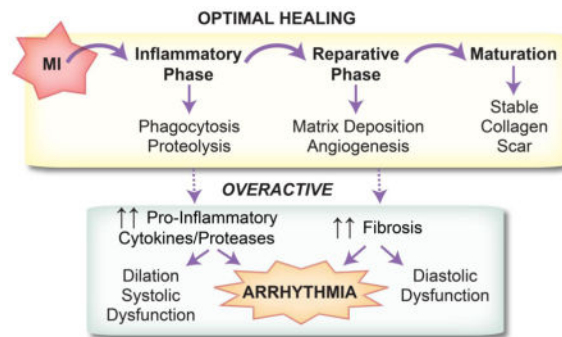 OPTIMAL HEALING
MI
Inflammatory
Phase
Reparative
Phase
Maturation
Phagocytosis
Proteolysis
Matrix Deposition
Angiogenesis
Stable
Collagen
Scar
OVERACTIVE
↑↑ Pro-Inflammatory
Cytokines/Proteases
↑↑ Fibrosis
Dilation
Systolic
Dysfunction
ARRHYTHMIA
Diastolic
Dysfunction